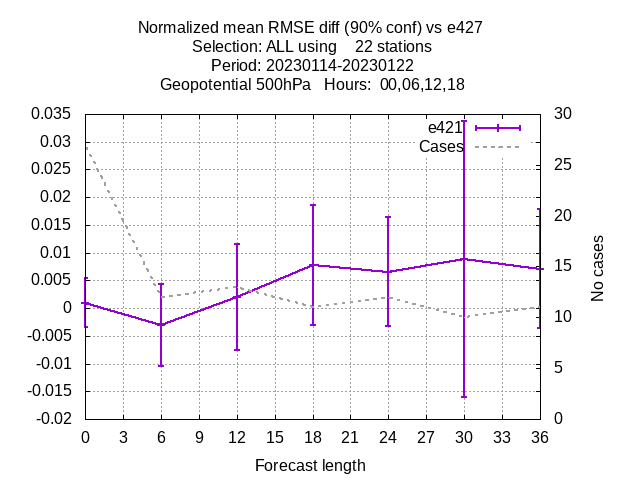 Normalized mean RMSE diff (90% conf) vs e427
Selection: ALL using    22 stations
Period: 20230114-20230122
Geopotential 500hPa   Hours:  00,06,12,18
0.035
0.03
0.025
0.02
0.015
0.01
0.005
0
-0.005
-0.01
-0.015
-0.02
e421
Cases
30
25
20
15
10
5
0
No cases
0 3 6 9 12 15 18 21 24 27 30 33 36
Forecast length